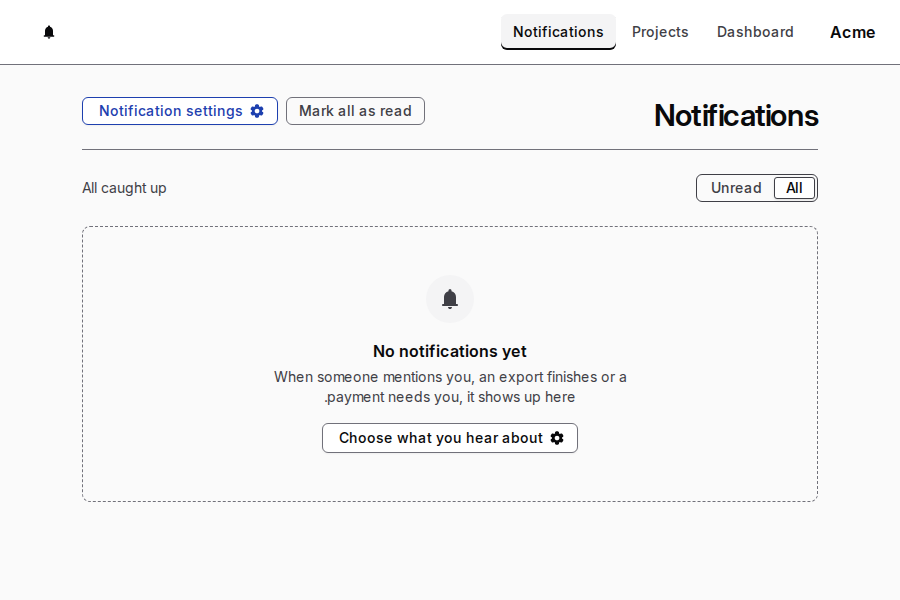 Acme
Dashboard
Projects
Notifications
Notifications
Mark all as read
Notification settings
All caught up
All
Unread
No notifications yet
When someone mentions you, an export finishes or a
.payment needs you, it shows up here
Choose what you hear about